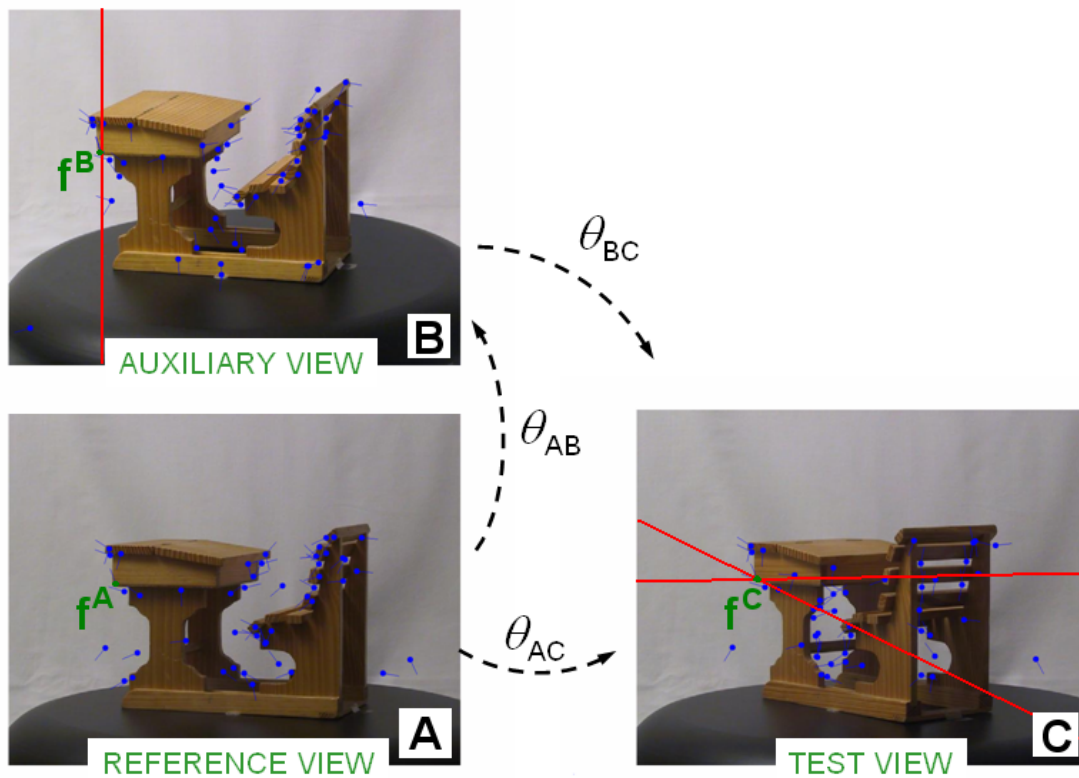 f^B
B
AUXILIARY VIEW
θ_BC
θ_AB
f^A
θ_AC
f^C
A
REFERENCE VIEW
C
TEST VIEW